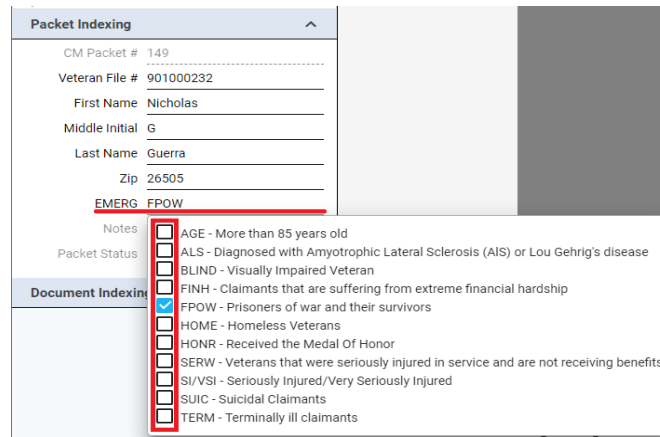 Packet Indexing
CM Packet # 149
Veteran File # 901000232
First Name Nicholas
Middle Initial G
Last Name Guerra
Zip 26505
EMERG FPOW
Notes
Packet Status
Document Indexing
AGE - More than 85 years old
ALS - Diagnosed with Amyotrophic Lateral Sclerosis (AlS) or Lou Gehrig's disease
BLIND - Visually Impaired Veteran
FINH - Claimants that are suffering from extreme financial hardship
FPOW - Prisoners of war and their survivors
HOME - Homeless Veterans
HONR - Received the Medal Of Honor
SERW - Veterans that were seriously injured in service and are not receiving benefits
SI/VSI - Seriously Injured/Very Seriously Injured
SUIC - Suicidal Claimants
TERM - Terminally ill claimants